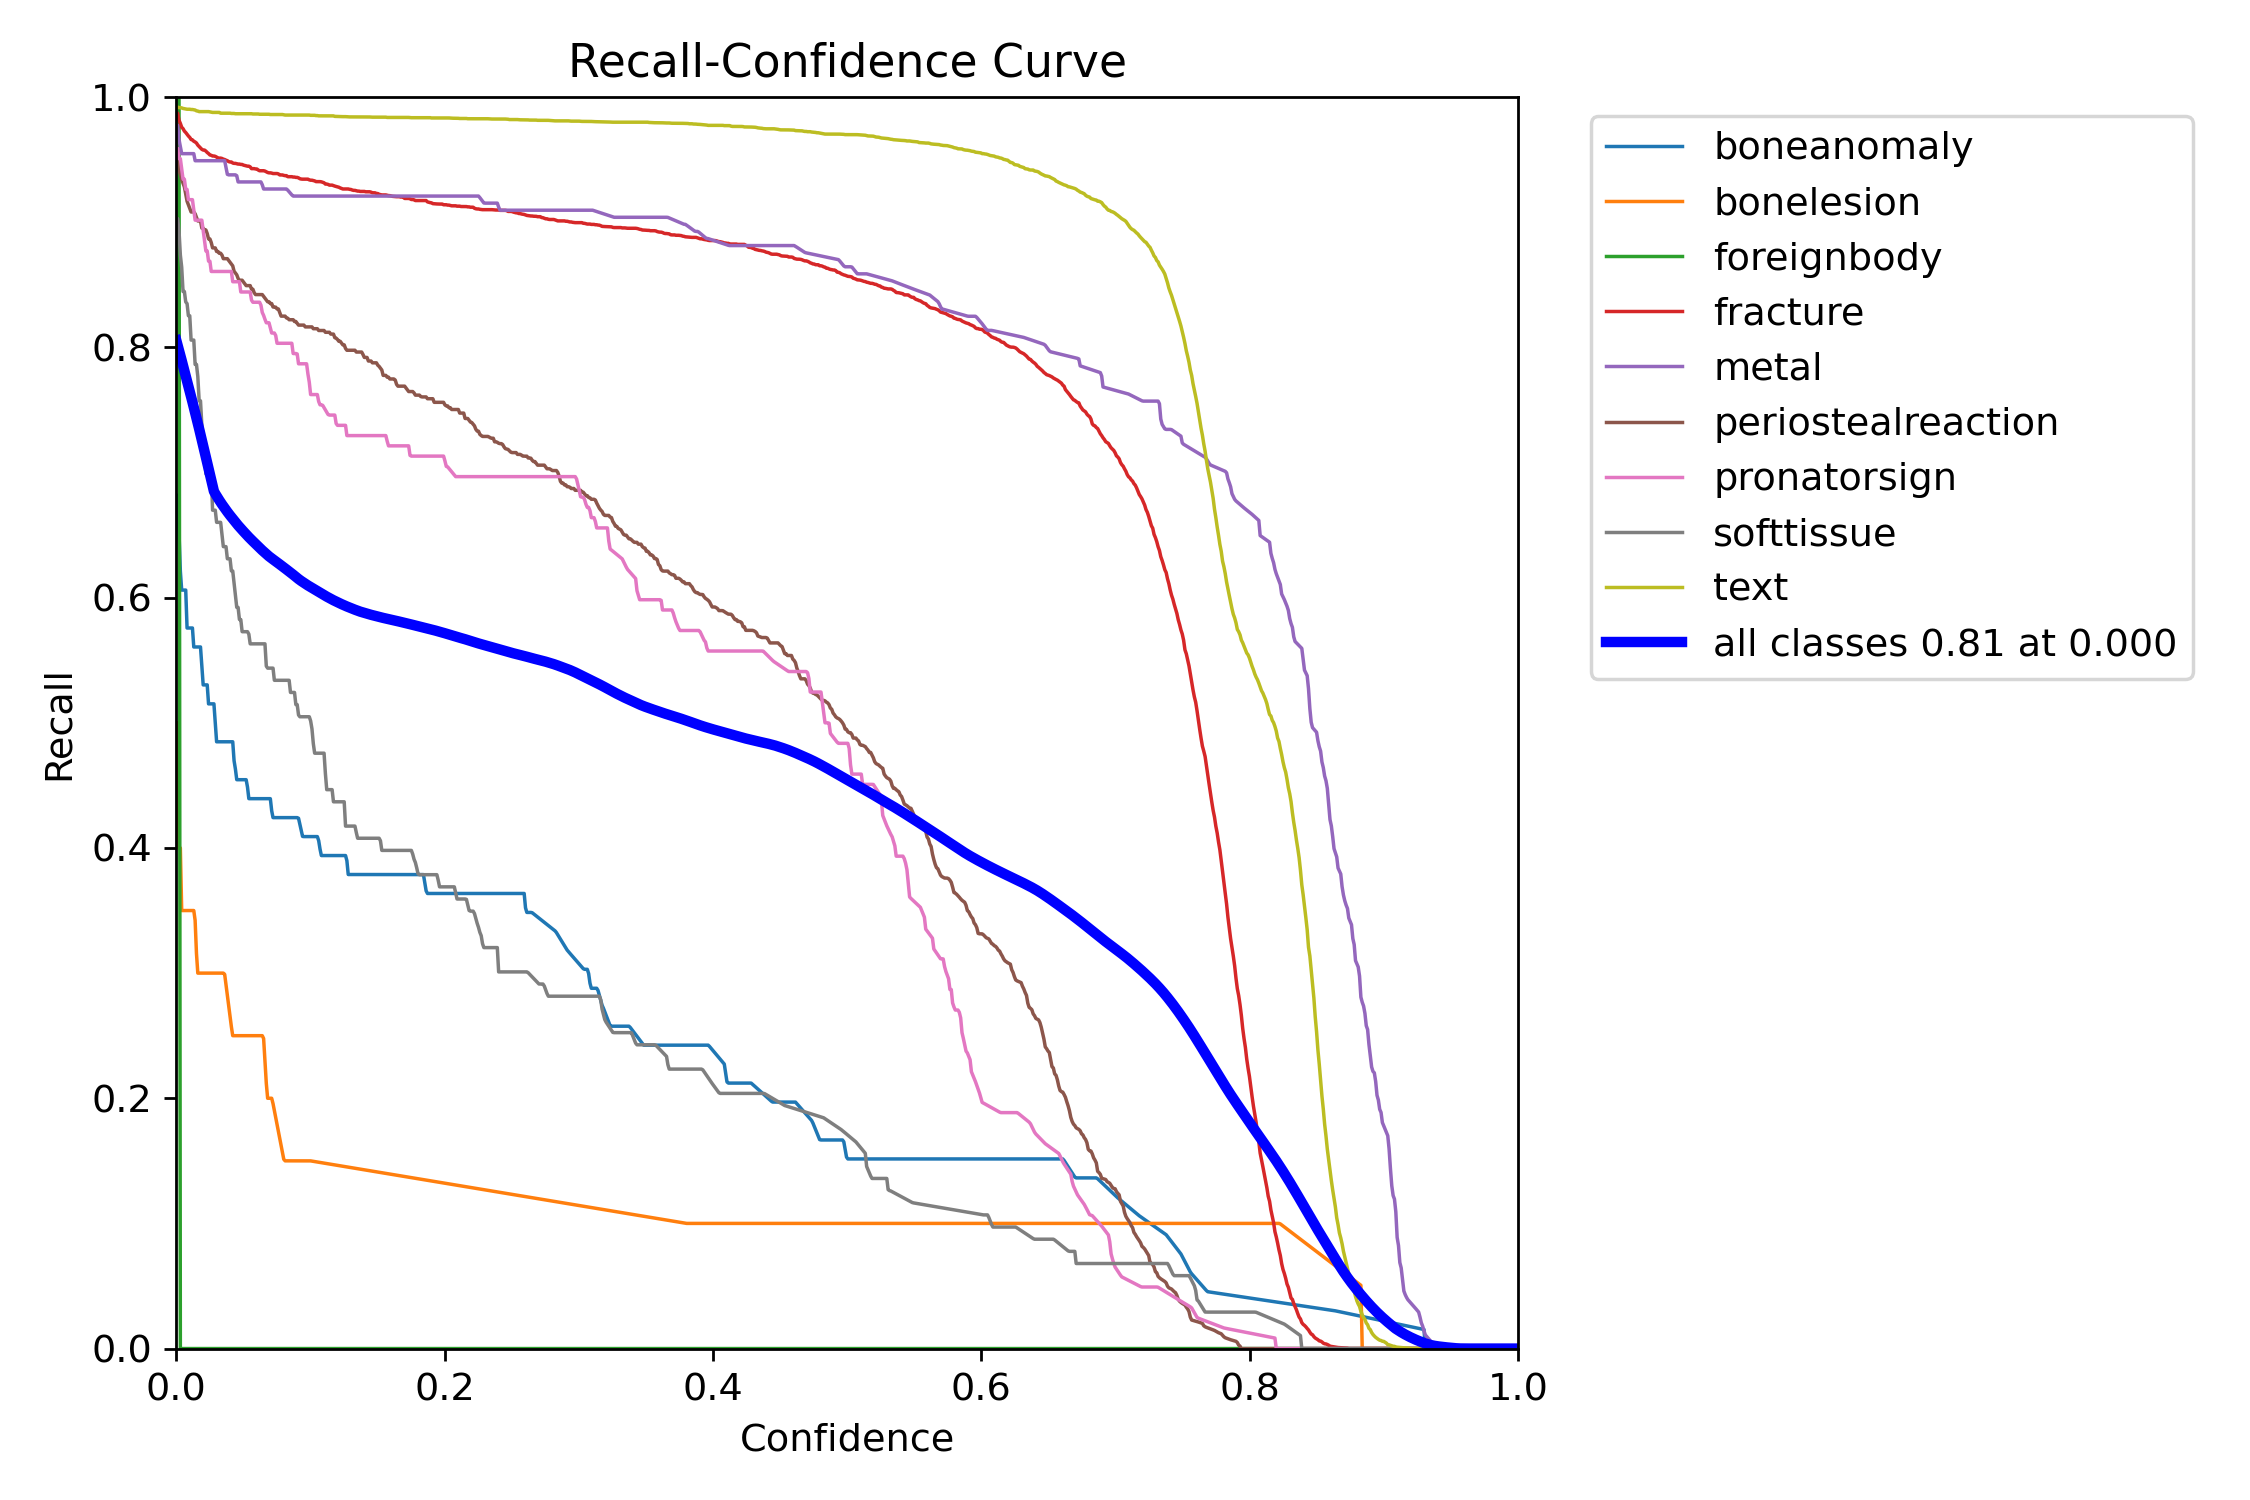 Recall-Confidence Curve
1.0
0.8
0.6
0.4
0.2
0.0
Recall
0.0 0.2 0.4 0.6 0.8 1.0
Confidence
boneanomaly
bonelesion
foreignbody
fracture
metal
periostealreaction
pronatorsign
softtissue
text
all classes 0.81 at 0.000